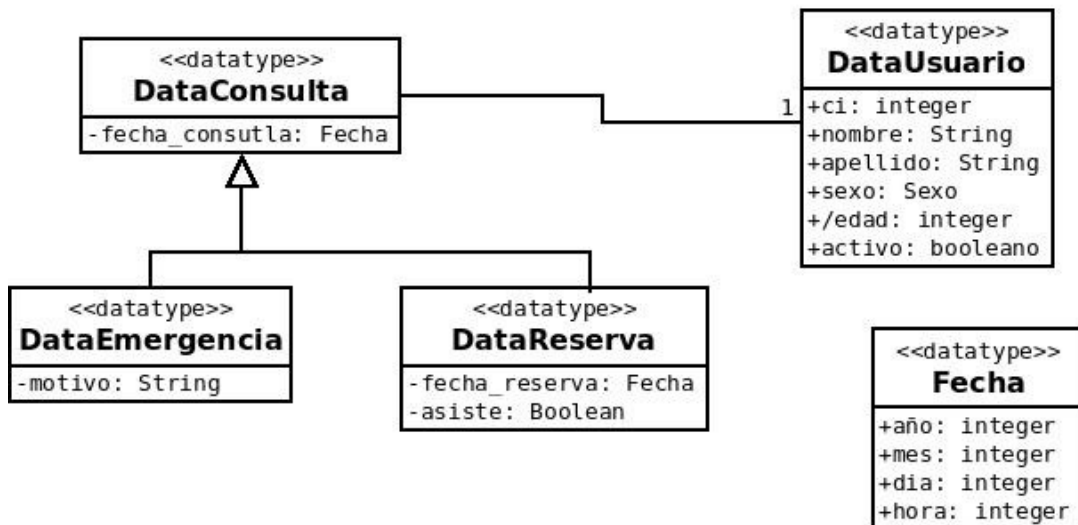 <<datatype>>
DataConsulta
-fecha_consutla: Fecha
<<datatype>>
DataUsuario
+ci: integer
+nombre: String
+apellido: String
+sexo: Sexo
+/edad: integer
+activo: booleano
1
<<datatype>>
DataEmergencia
-motivo: String
<<datatype>>
DataReserva
-fecha_reserva: Fecha
-asiste: Boolean
<<datatype>>
Fecha
+año: integer
+mes: integer
+dia: integer
+hora: integer